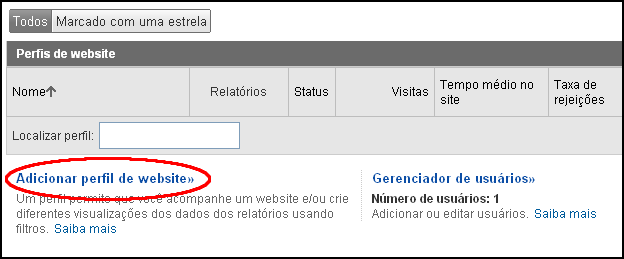 Todos Marcado com uma estrela
Perfis de website
Nome↑ Relatórios Status Visitas Tempo médio no site Taxa de rejeições
Localizar perfil:
Adicionar perfil de website»
Um perfil permite que você acompanhe um website e/ou crie
diferentes visualizações dos dados dos relatórios usando
filtros. Saiba mais
Gerenciador de usuários»
Número de usuários: 1
Adicionar ou editar usuários. Saiba mais